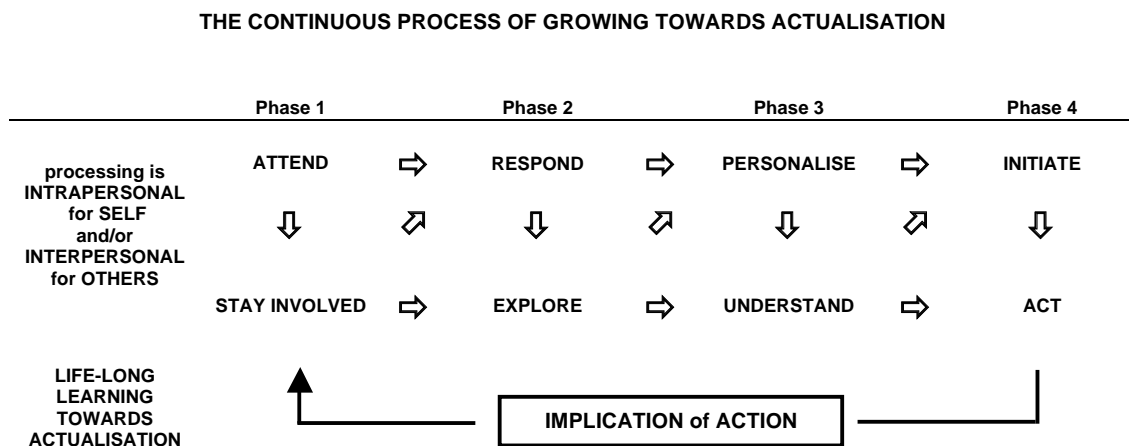 THE CONTINUOUS PROCESS OF GROWING TOWARDS ACTUALISATION
Phase 1 Phase 2 Phase 3 Phase 4
processing is
INTRAPERSONAL
for SELF
and/or
INTERPERSONAL
for OTHERS
ATTEND RESPOND PERSONALISE INITIATE
STAY INVOLVED EXPLORE UNDERSTAND ACT
LIFE-LONG
LEARNING
TOWARDS
ACTUALISATION
IMPLICATION of ACTION